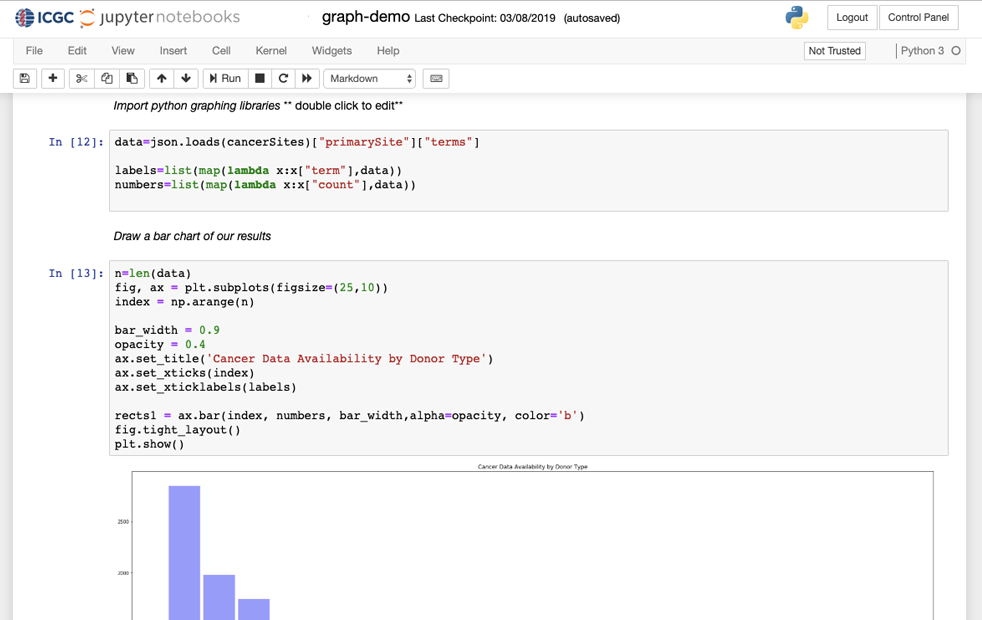 ICGC jupyter notebooks graph-demo Last Checkpoint: 03/08/2019 (autosaved) Logout Control Panel
File Edit View Insert Cell Kernel Widgets Help Not Trusted Python 3
Run Markdown
Import python graphing libraries ** double click to edit**
In [12]: data=json.loads(cancerSites)["primarySite"]["terms"]
labels=list(map(lambda x:x["term"],data))
numbers=list(map(lambda x:x["count"],data))
Draw a bar chart of our results
In [13]: n=len(data)
fig, ax = plt.subplots(figsize=(25,10))
index = np.arange(n)
bar_width = 0.9
opacity = 0.4
ax.set_title('Cancer Data Availability by Donor Type')
ax.set_xticks(index)
ax.set_xticklabels(labels)
rects1 = ax.bar(index, numbers, bar_width,alpha=opacity, color='b')
fig.tight_layout()
plt.show()
Cancer Data Availability by Donor Type
2500
2000